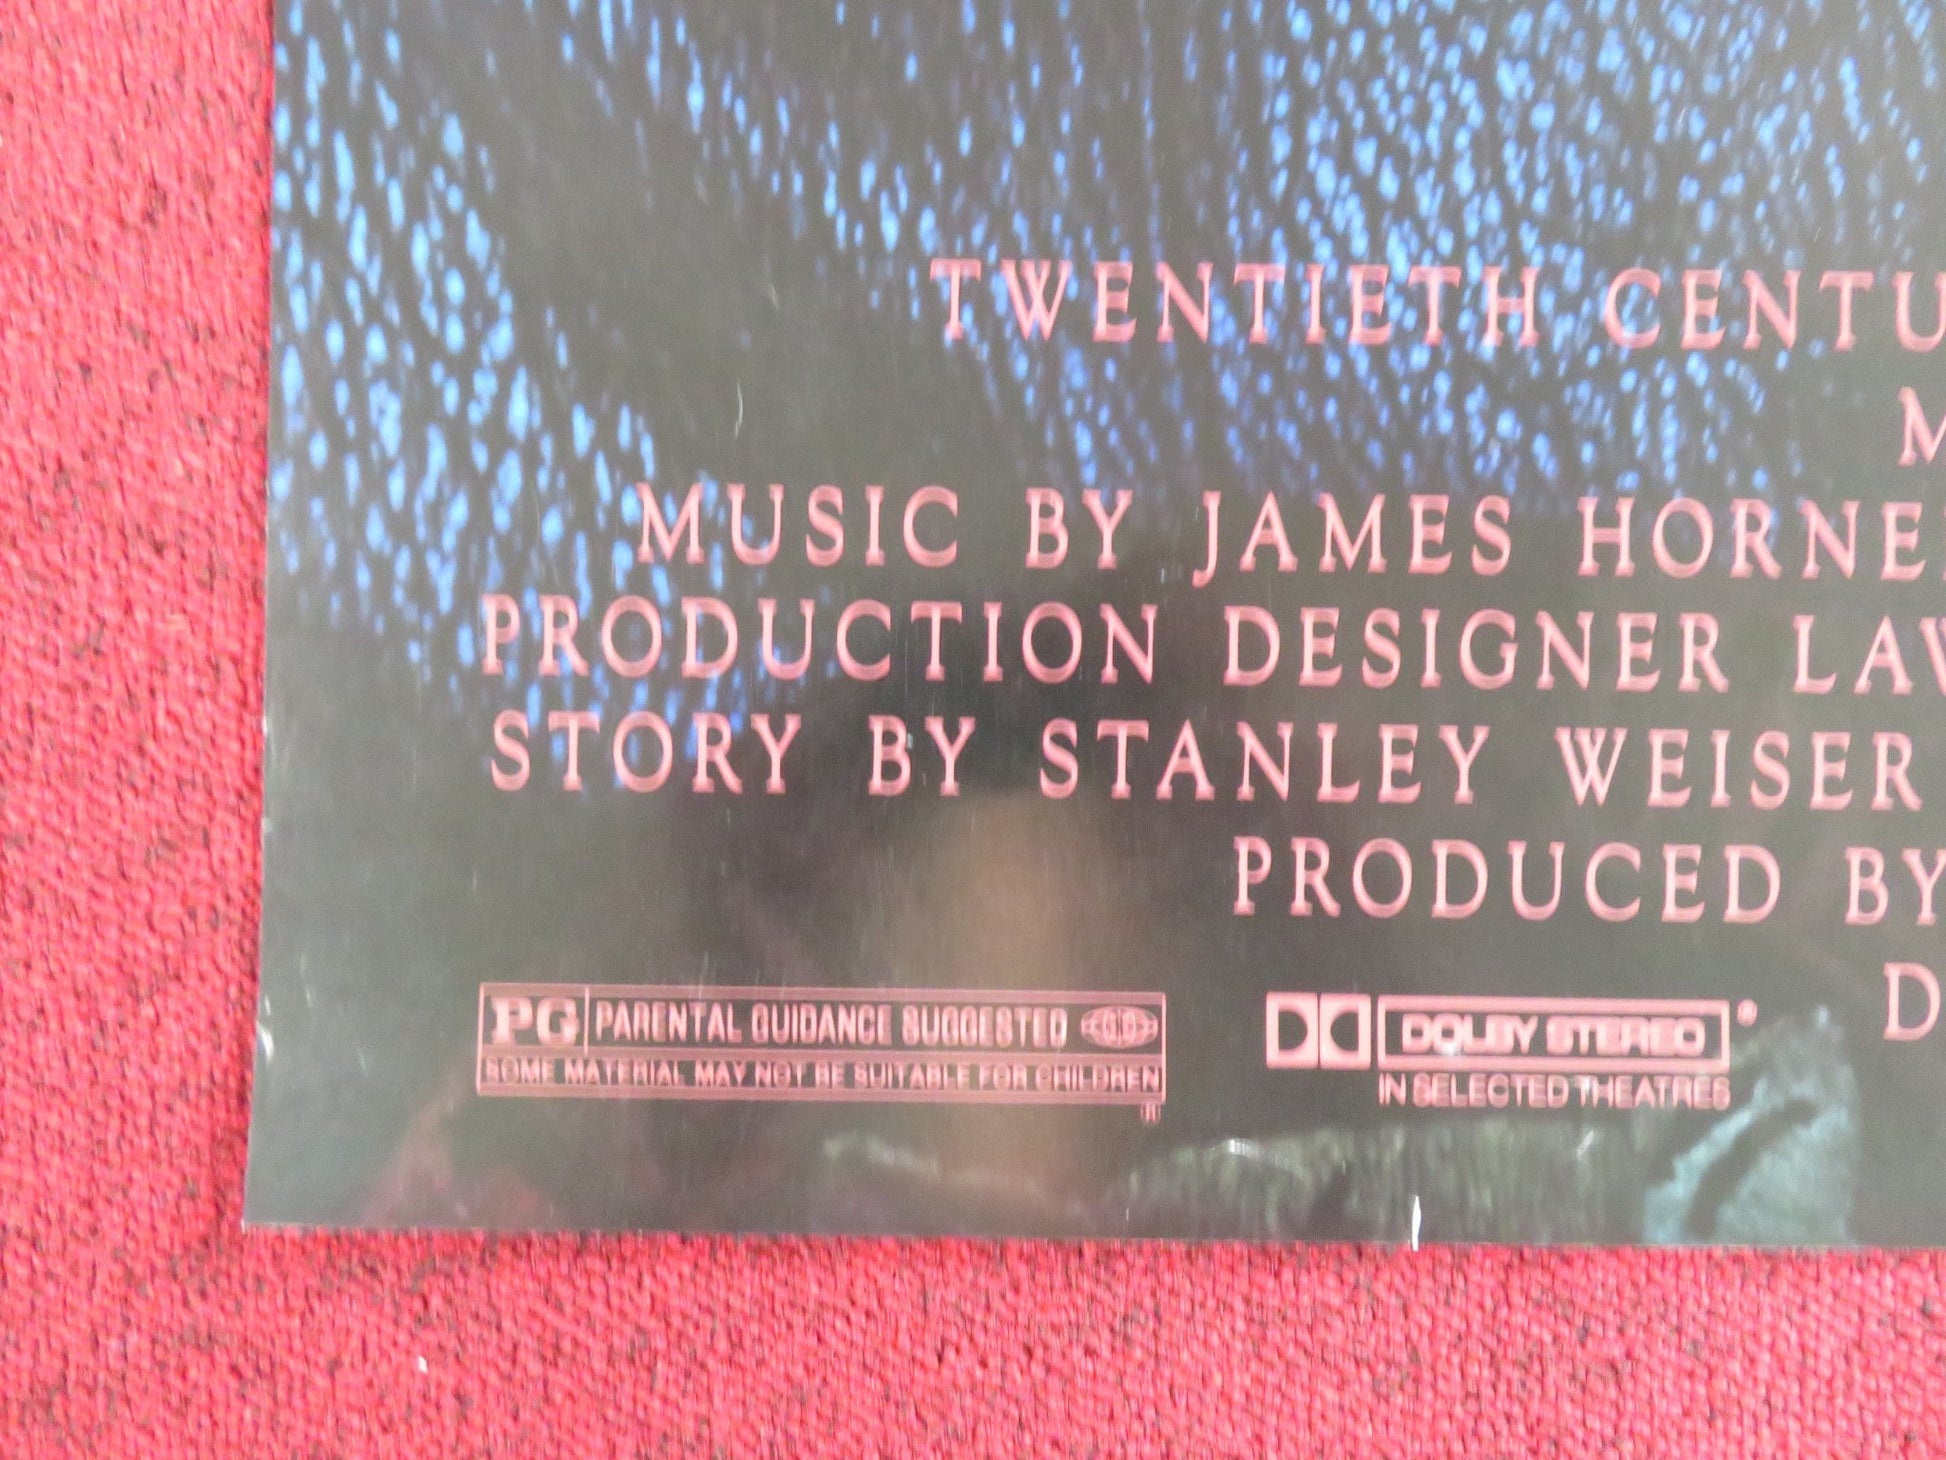 TWENTIETH CENTU
M
MUSIC BY JAMES HORNE
PRODUCTION DESIGNER LAW
STORY BY STANLEY WEISER
PRODUCED BY
D
PG PARENTAL GUIDANCE SUGGESTED
SOME MATERIAL MAY NOT BE SUITABLE FOR CHILDREN
®
DOLBY STEREO ®
IN SELECTED THEATRES